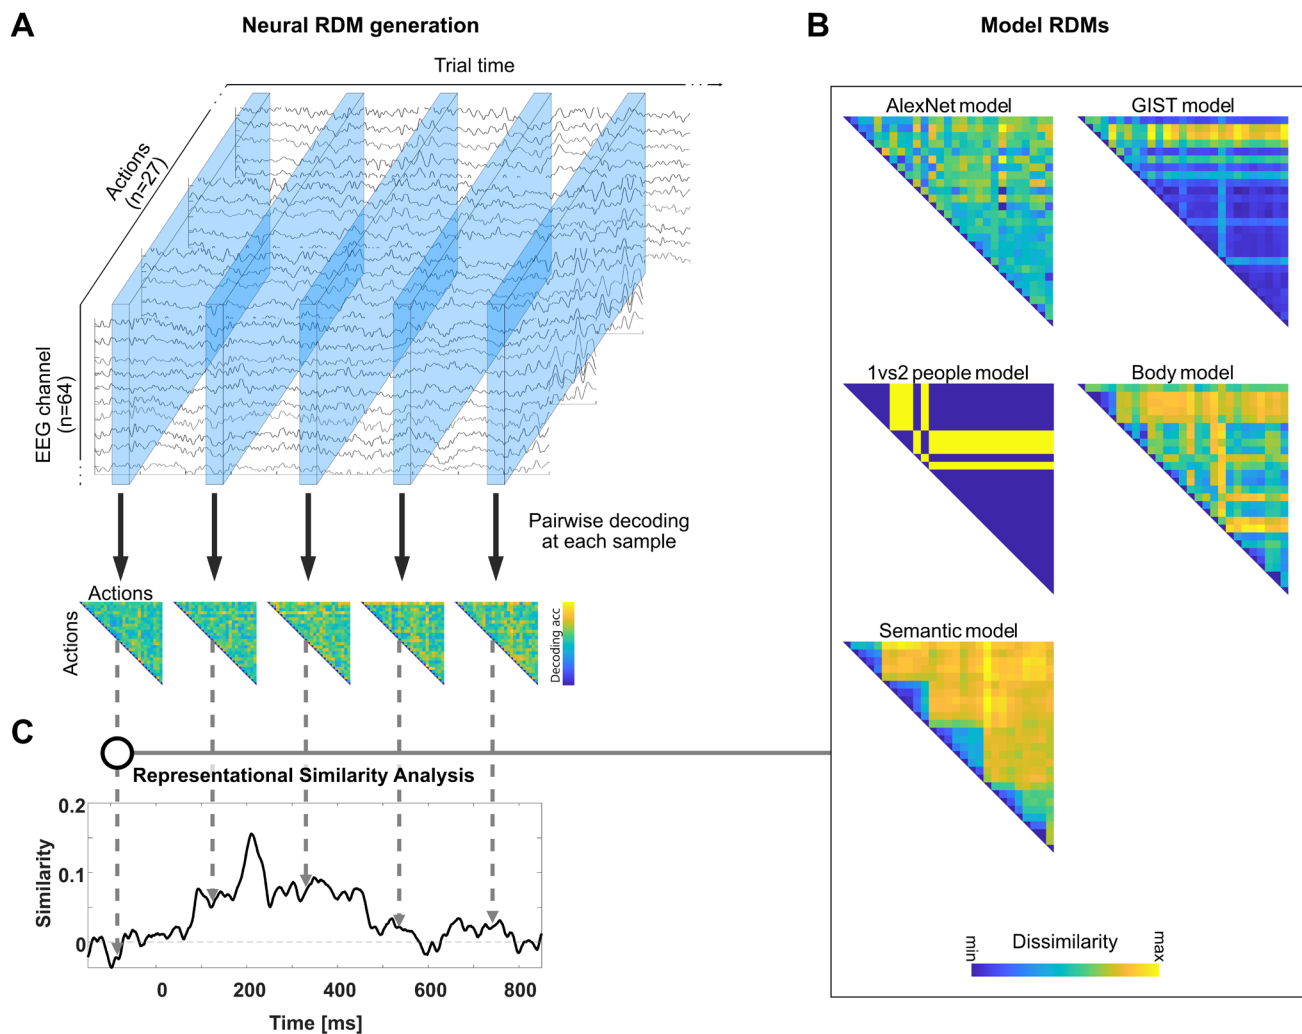 A
Neural RDM generation
Trial time
Actions
(n=27)
EEG channel
(n=64)
Pairwise decoding
at each sample
Actions
Actions
Decoding acc
B
Model RDMs
AlexNet model
GIST model
1vs2 people model
Body model
Semantic model
Dissimilarity
min
max
C
Representational Similarity Analysis
0.2
0.1
0
Similarity
0
200
400
600
800
Time [ms]